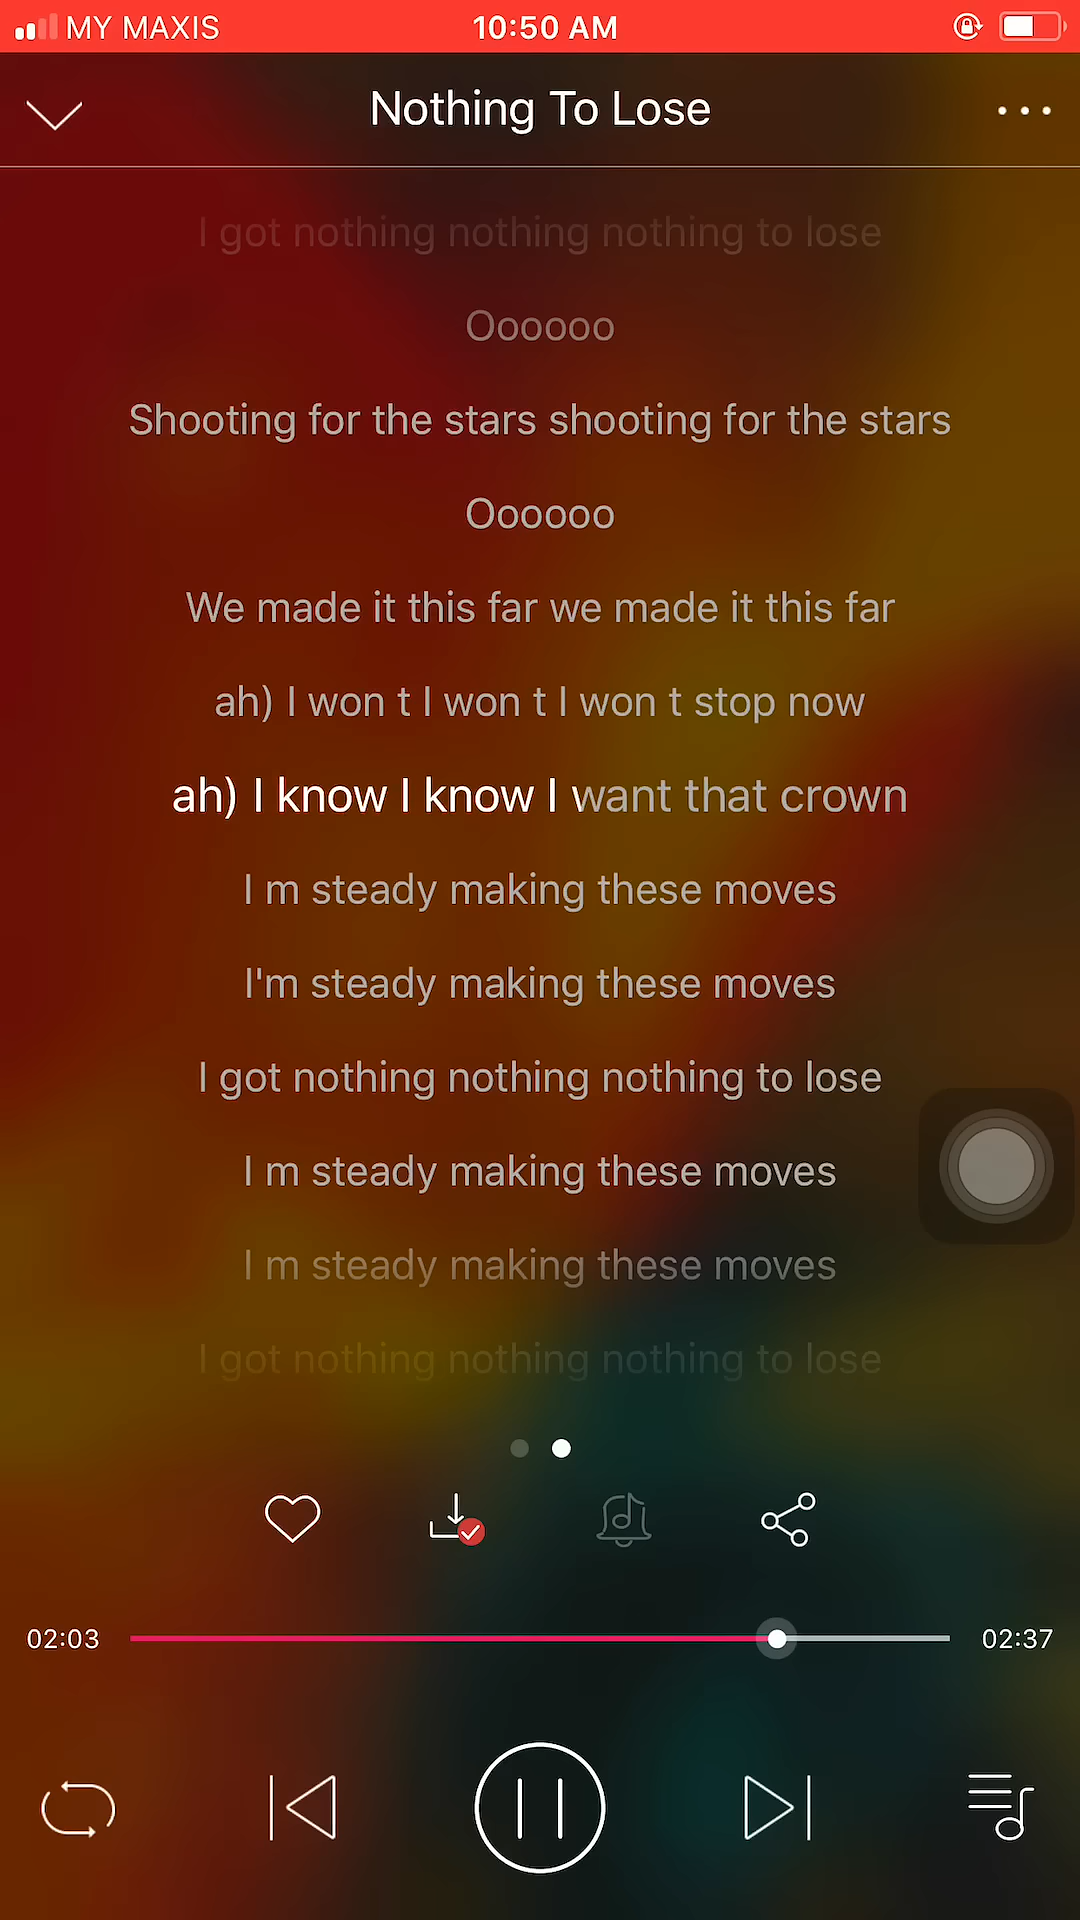 MY MAXIS 10:50 AM
Nothing To Lose
I got nothing nothing nothing to lose
Oooooo
Shooting for the stars shooting for the stars
Oooooo
We made it this far we made it this far
ah) I won t I won t I won t stop now
ah) I know I know I want that crown
I m steady making these moves
I'm steady making these moves
I got nothing nothing nothing to lose
I m steady making these moves
I m steady making these moves
I got nothing nothing nothing to lose
02:03 02:37